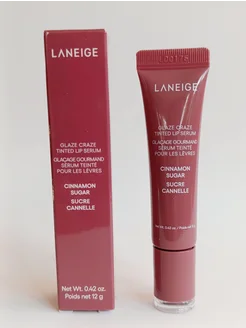 LANEIGE
GLAZE CRAZE
TINTED LIP SERUM
GLAÇAGE GOURMAND
SÉRUM TEINTÉ
POUR LES LÈVRES
CINNAMON
SUGAR
SUCRE
CANNELLE
Net Wt. 0.42 oz.
Poids net 12 g
LANEIGE
GLAZE CRAZE
TINTED LIP SERUM
GLAÇAGE GOURMAND
SÉRUM TEINTÉ
POUR LES LÈVRES
CINNAMON
SUGAR
SUCRE
CANNELLE